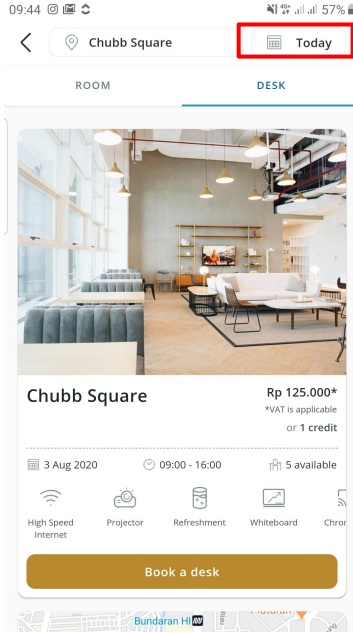 09:44
4G+ 57%
Chubb Square
Today
ROOM
DESK
Chubb Square
Rp 125.000*
*VAT is applicable
or 1 credit
3 Aug 2020
09:00 - 16:00
5 available
High Speed
Internet
Projector
Refreshment
Whiteboard
Chror
Book a desk
Bundaran HI